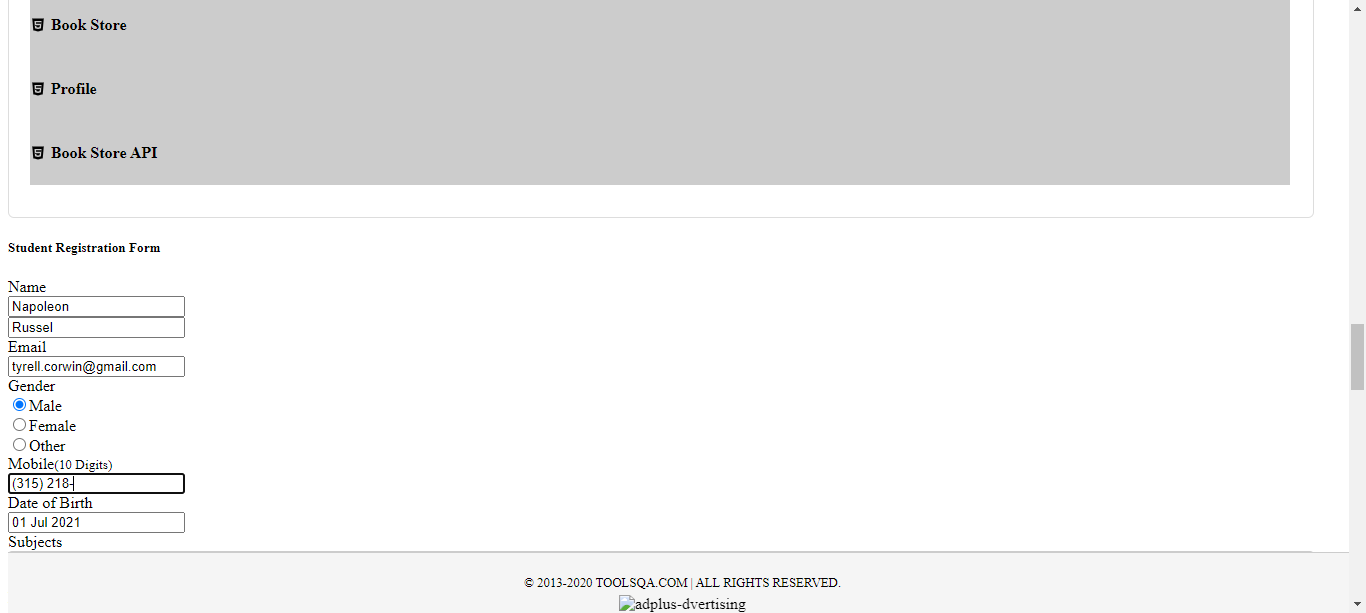 Book Store
Profile
Book Store API
Student Registration Form
Name
Napoleon
Russel
Email
tyrell.corwin@gmail.com
Gender
Male
Female
Other
Mobile(10 Digits)
(315) 218-
Date of Birth
01 Jul 2021
Subjects
© 2013-2020 TOOLSQA.COM | ALL RIGHTS RESERVED.
adplus-dvertising